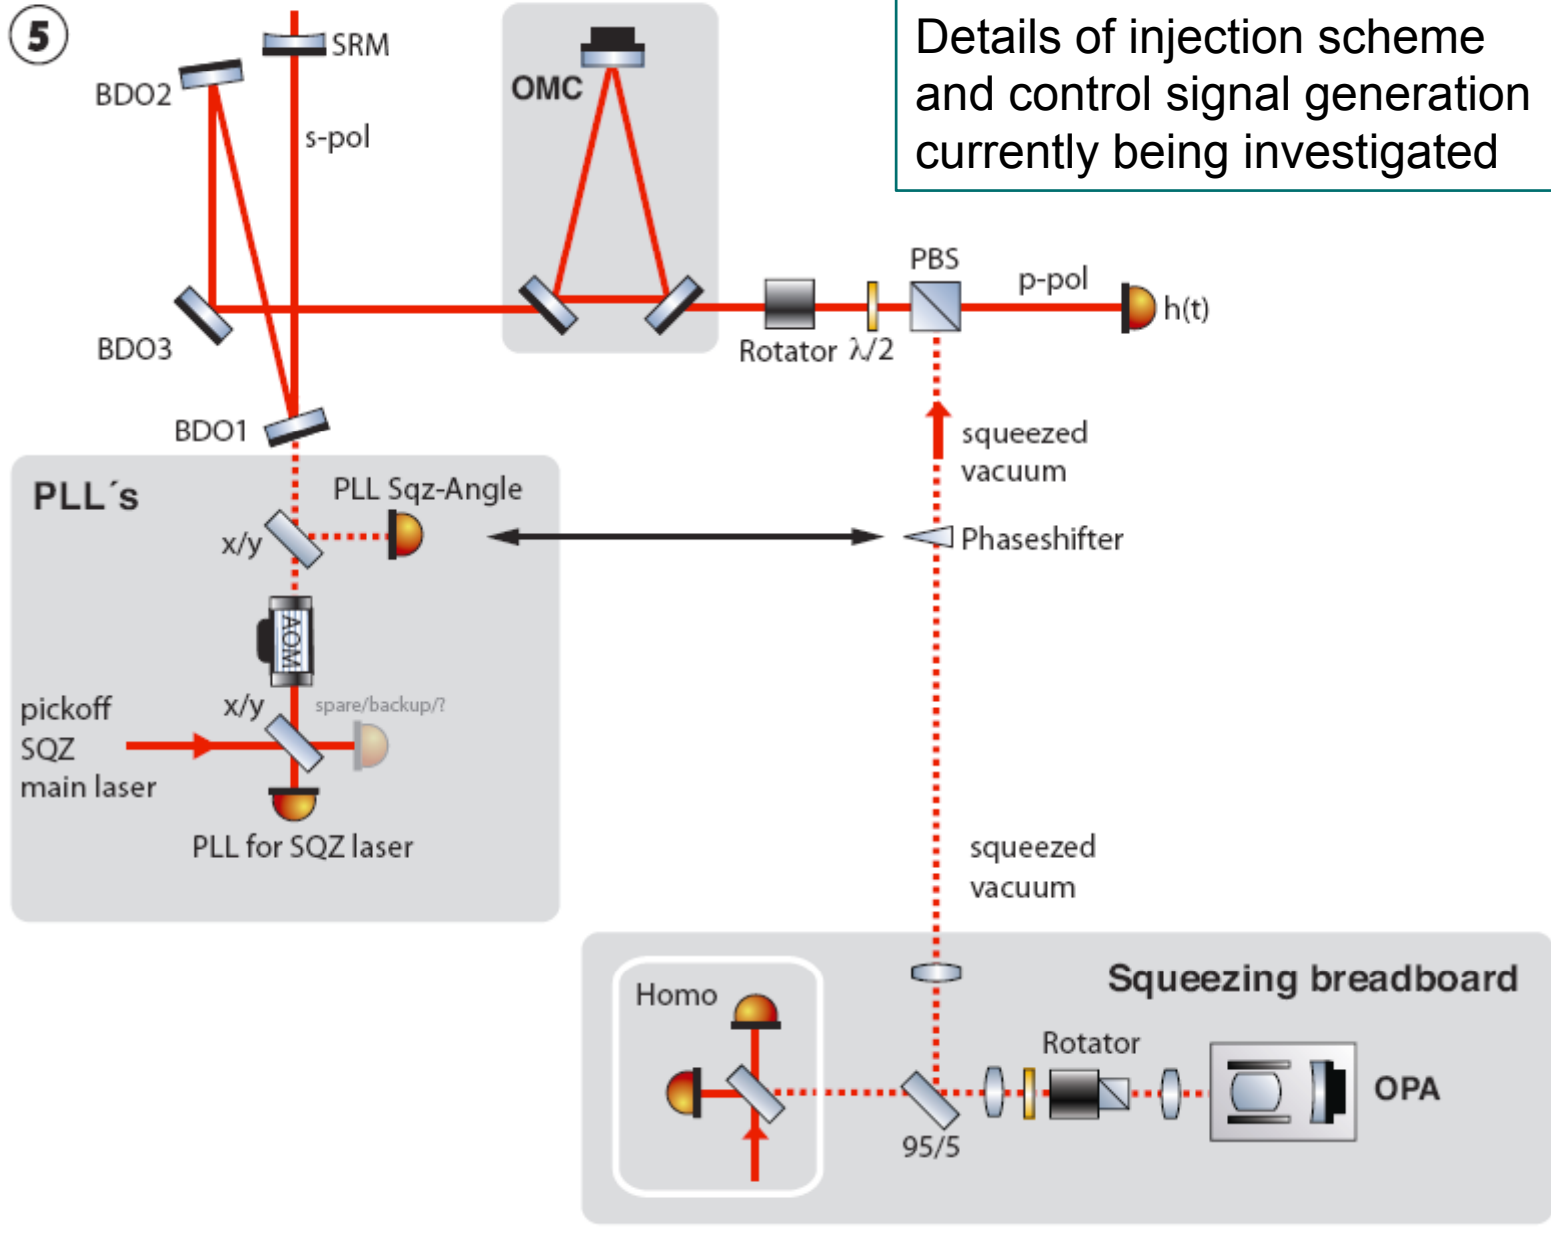 5
SRM
BDO2
OMC
Details of injection scheme
and control signal generation
currently being investigated
s-pol
PBS
p-pol
h(t)
BDO3
Rotator
λ/2
BDO1
squeezed
vacuum
PLL´s
PLL Sqz-Angle
x/y
Phaseshifter
AOM
pickoff
SQZ
main laser
x/y
spare/backup/?
PLL for SQZ laser
squeezed
vacuum
Squeezing breadboard
Homo
Rotator
OPA
95/5